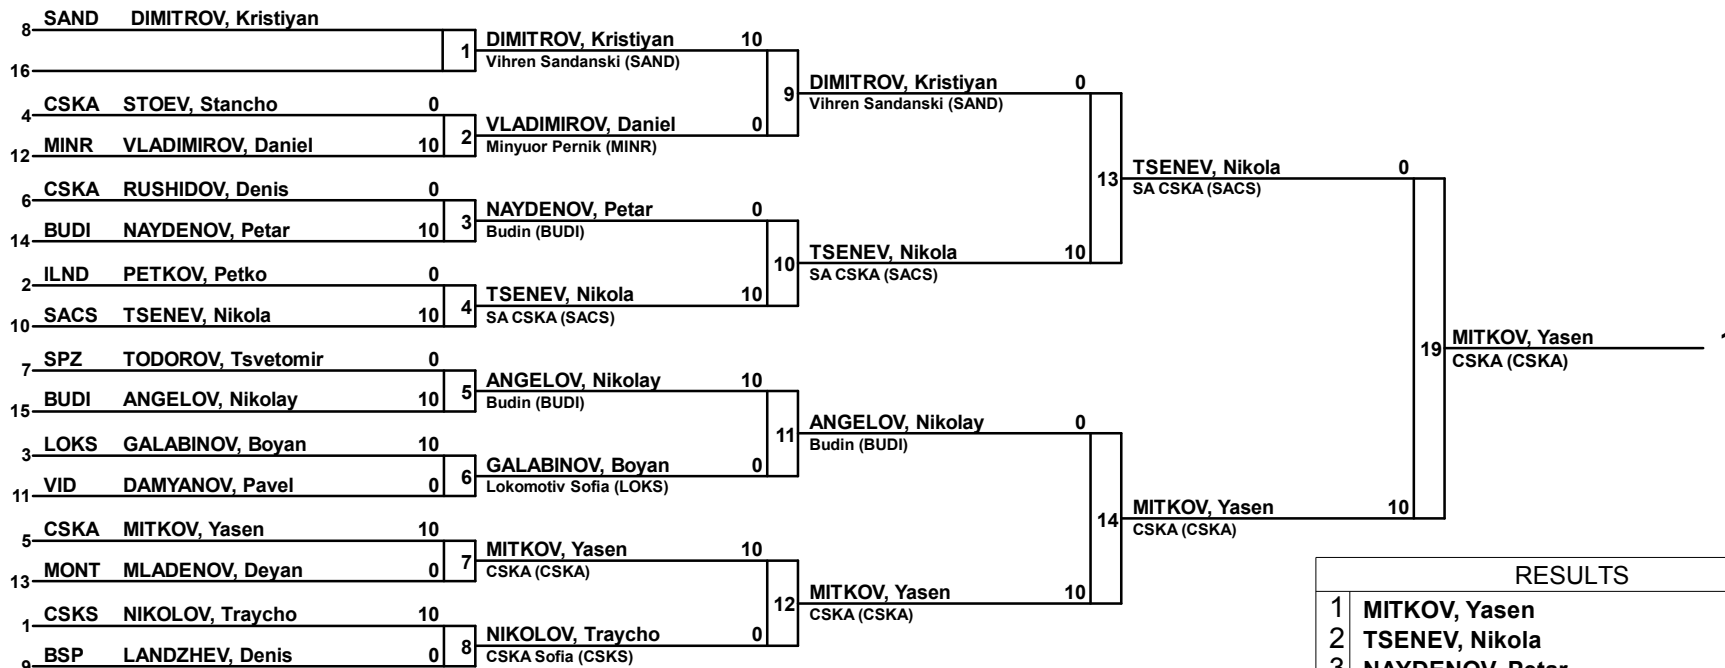 SAND DIMITROV, Kristiyan
8
1
DIMITROV, Kristiyan 10
Vihren Sandanski (SAND)
16
9
DIMITROV, Kristiyan 0
Vihren Sandanski (SAND)
CSKA STOEV, Stancho 0
4
2
VLADIMIROV, Daniel 0
Minyuor Pernik (MINR)
MINR VLADIMIROV, Daniel 10
12
13
TSENEV, Nikola 0
SA CSKA (SACS)
CSKA RUSHIDOV, Denis 0
6
3
NAYDENOV, Petar 0
Budin (BUDI)
BUDI NAYDENOV, Petar 10
14
10
TSENEV, Nikola 10
SA CSKA (SACS)
ILND PETKOV, Petko 0
2
4
TSENEV, Nikola 10
SA CSKA (SACS)
SACS TSENEV, Nikola 10
10
19
MITKOV, Yasen
CSKA (CSKA)
SPZ TODOROV, Tsvetomir 0
7
5
ANGELOV, Nikolay 10
Budin (BUDI)
BUDI ANGELOV, Nikolay 10
15
11
ANGELOV, Nikolay 0
Budin (BUDI)
LOKS GALABINOV, Boyan 10
3
6
GALABINOV, Boyan 0
Lokomotiv Sofia (LOKS)
VID DAMYANOV, Pavel 0
11
14
MITKOV, Yasen 10
CSKA (CSKA)
CSKA MITKOV, Yasen 10
5
7
MITKOV, Yasen 10
CSKA (CSKA)
MONT MLADENOV, Deyan 0
13
12
MITKOV, Yasen 10
CSKA (CSKA)
CSKS NIKOLOV, Traycho 10
1
8
NIKOLOV, Traycho 0
CSKA Sofia (CSKS)
BSP LANDZHEV, Denis 0
9
RESULTS
1 MITKOV, Yasen
2 TSENEV, Nikola
3 NAYDENOV, Petar